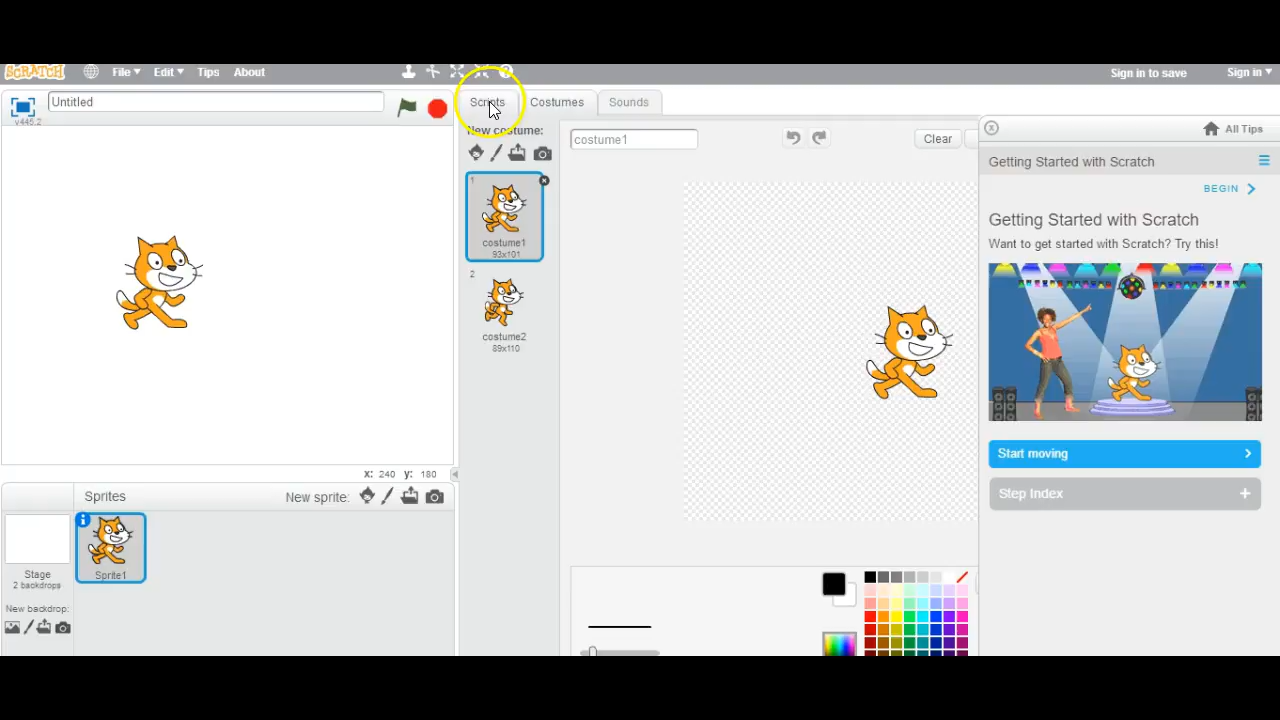 SCRATCH File Edit Tips About Sign in to save Sign in
Untitled
v445.2
Scripts Costumes Sounds
New costume:
costume1
Clear
1
costume1
93x101
2
costume2
89x110
x: 240 y: 180
Sprites New sprite:
Sprite1
Stage
2 backdrops
New backdrop:
All Tips
Getting Started with Scratch
BEGIN
Getting Started with Scratch
Want to get started with Scratch? Try this!
Start moving
Step Index